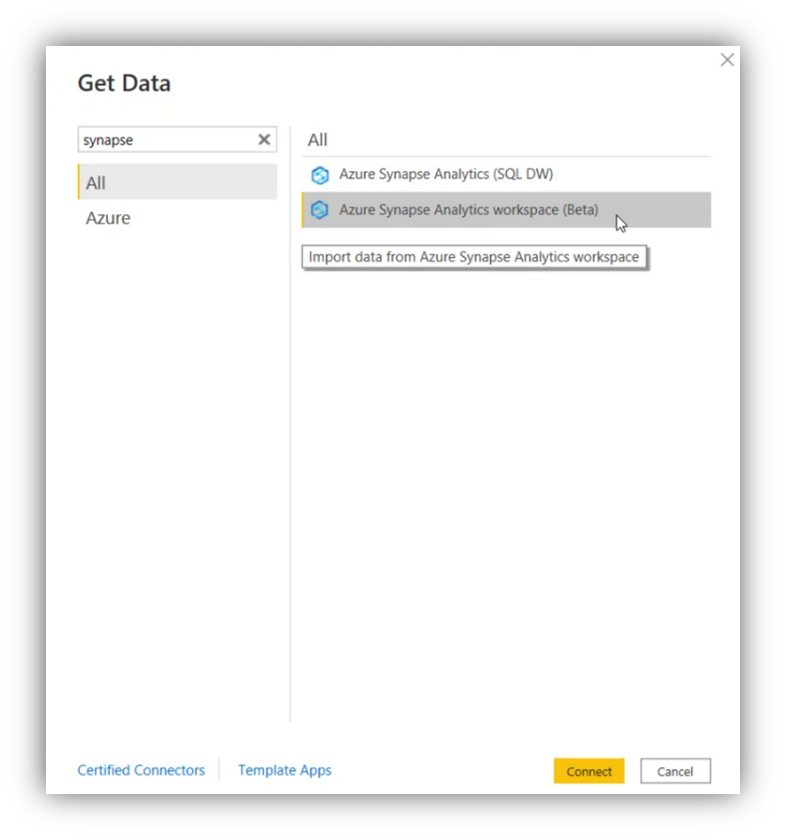 Get Data
synapse
All
Azure
All
Azure Synapse Analytics (SQL DW)
Azure Synapse Analytics workspace (Beta)
Import data from Azure Synapse Analytics workspace
Certified Connectors
Template Apps
Connect
Cancel